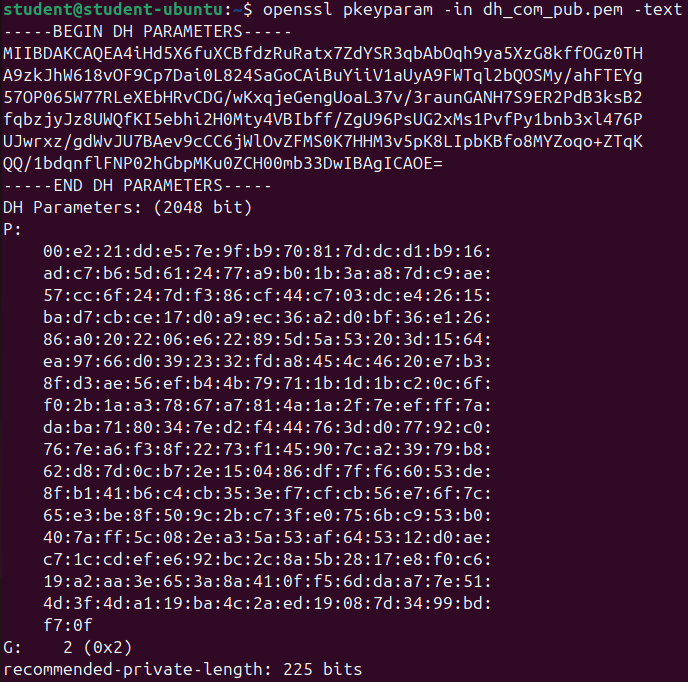 student@student-ubuntu:~$ openssl pkeyparam -in dh_com_pub.pem -text
-----BEGIN DH PARAMETERS-----
MIIBDAKCAQEA4iHd5X6fuXCBfdzRuRatx7ZdYSR3qbAbOqh9ya5XzG8kffOGz0TH
A9zkJhW618vOF9Cp7Dai0L824SaGoCAiBuYiiV1aUyA9FWTql2bQOSMy/ahFTEYg
57OP065W77RLeXEbHRvCDG/wKxqjeGengUoaL37v/3raunGANH7S9ER2PdB3ksB2
fqbzjyJz8UWQfKI5ebhi2H0Mty4VBIbff/ZgU96PsUG2xMs1PvfPy1bnb3xl476P
UJwrxz/gdWvJU7BAev9cCC6jWlOvZFMS0K7HHM3v5pK8LIpbKBfo8MYZoqo+ZTqK
QQ/1bdqnflFNP02hGbpMKu0ZCH00mb33DwIBAgICAOE=
-----END DH PARAMETERS-----
DH Parameters: (2048 bit)
P:
00:e2:21:dd:e5:7e:9f:b9:70:81:7d:dc:d1:b9:16:
ad:c7:b6:5d:61:24:77:a9:b0:1b:3a:a8:7d:c9:ae:
57:cc:6f:24:7d:f3:86:cf:44:c7:03:dc:e4:26:15:
ba:d7:cb:ce:17:d0:a9:ec:36:a2:d0:bf:36:e1:26:
86:a0:20:22:06:e6:22:89:5d:5a:53:20:3d:15:64:
ea:97:66:d0:39:23:32:fd:a8:45:4c:46:20:e7:b3:
8f:d3:ae:56:ef:b4:4b:79:71:1b:1d:1b:c2:0c:6f:
f0:2b:1a:a3:78:67:a7:81:4a:1a:2f:7e:ef:ff:7a:
da:ba:71:80:34:7e:d2:f4:44:76:3d:d0:77:92:c0:
76:7e:a6:f3:8f:22:73:f1:45:90:7c:a2:39:79:b8:
62:d8:7d:0c:b7:2e:15:04:86:df:7f:f6:60:53:de:
8f:b1:41:b6:c4:cb:35:3e:f7:cf:cb:56:e7:6f:7c:
65:e3:be:8f:50:9c:2b:c7:3f:e0:75:6b:c9:53:b0:
40:7a:ff:5c:08:2e:a3:5a:53:af:64:53:12:d0:ae:
c7:1c:cd:ef:e6:92:bc:2c:8a:5b:28:17:e8:f0:c6:
19:a2:aa:3e:65:3a:8a:41:0f:f5:6d:da:a7:7e:51:
4d:3f:4d:a1:19:ba:4c:2a:ed:19:08:7d:34:99:bd:
f7:0f
G:    2 (0x2)
recommended-private-length: 225 bits